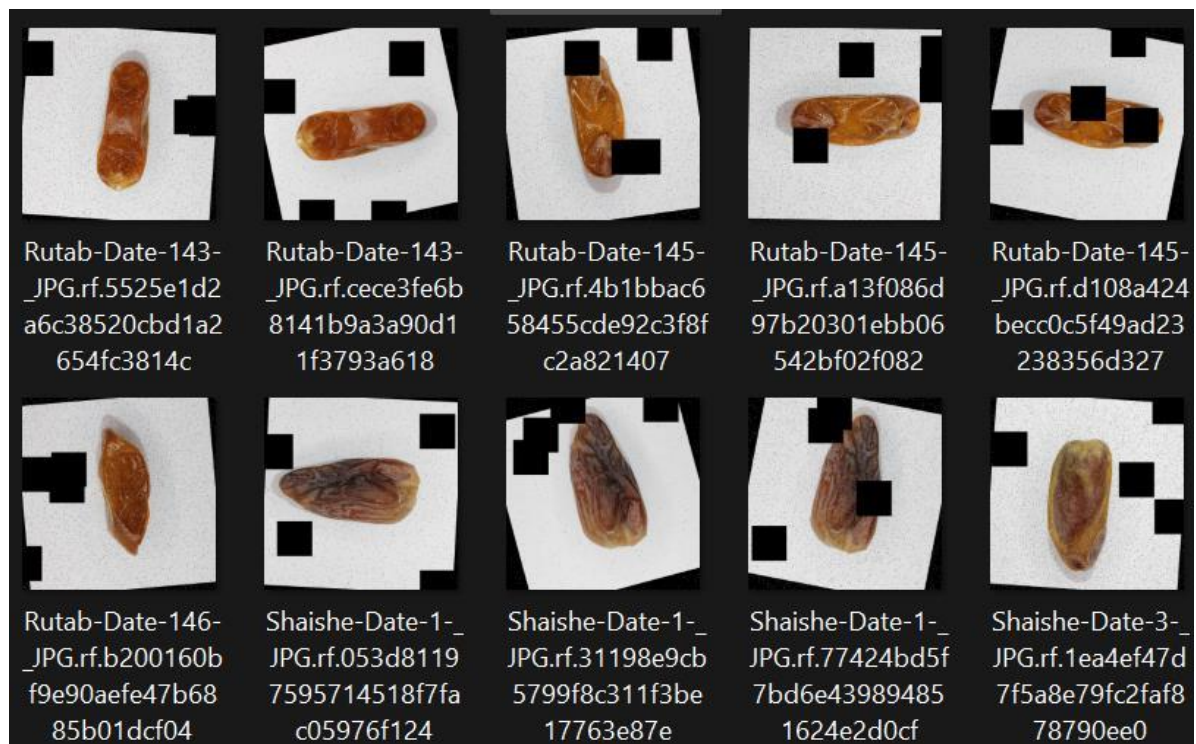 Rutab-Date-143-
_JPG.rf.5525e1d2
a6c38520cbd1a2
654fc3814c
Rutab-Date-143-
_JPG.rf.cece3fe6b
8141b9a3a90d1
1f3793a618
Rutab-Date-145-
_JPG.rf.4b1bbac6
58455cde92c3f8f
c2a821407
Rutab-Date-145-
_JPG.rf.a13f086d
97b20301ebb06
542bf02f082
Rutab-Date-145-
_JPG.rf.d108a424
becc0c5f49ad23
238356d327
Rutab-Date-146-
_JPG.rf.b200160b
f9e90aefe47b68
85b01dcf04
Shaishe-Date-1-_
JPG.rf.053d8119
7595714518f7fa
c05976f124
Shaishe-Date-1-_
JPG.rf.31198e9cb
5799f8c311f3be
17763e87e
Shaishe-Date-1-_
JPG.rf.77424bd5f
7bd6e43989485
1624e2d0cf
Shaishe-Date-3-_
JPG.rf.1ea4ef47d
7f5a8e79fc2faf8
78790ee0